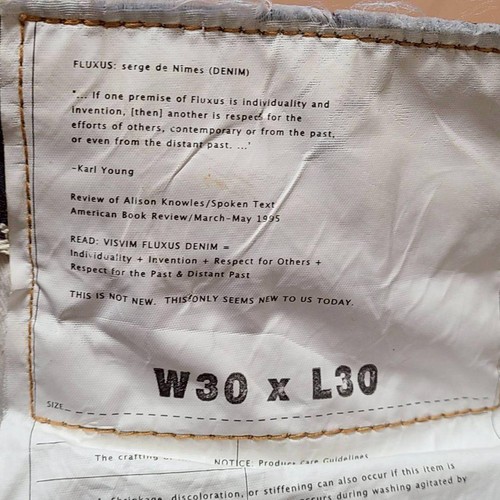 FLUXUS: serge de Nimes (DENIM)
"... If one premise of Fluxus is individuality and
invention, [then] another is respect for the
efforts of others, contemporary or from the past,
or even from the distant past. ...'
-Karl Young
Review of Alison Knowles/Spoken Text
American Book Review/March-May 1995
READ: VISVIM FLUXUS DENIM =
Individuality + Invention + Respect for Others +
Respect for the Past & Distant Past
THIS IS NOT NEW. THIS ONLY SEEMS NEW TO US TODAY.
W30 x L30
SIZE
NOTICE: Product Care Guidelines
The crafting
Shrinkage, discoloration, or stiffening can also occur if this item is
occurs during washing agitated by